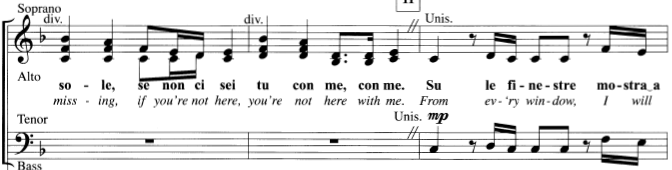 Soprano
div. div. Unis.
Alto
so - le, se non ci sei tu con me, con me. Su le fi - ne - stre mo - stra a
miss - ing, if you're not here, you're not here with me. From ev - 'ry win - dow, I will
Tenor Unis. mp
Bass